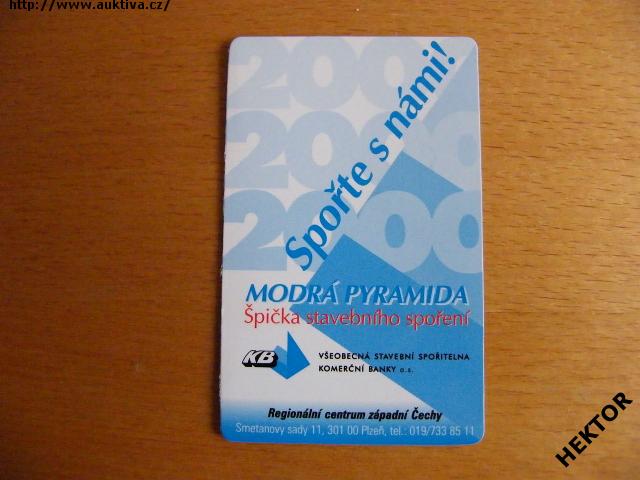 http://www.auktiva.cz/
2000
2000
2000
Spořte s námi!
MODRÁ PYRAMIDA
Špička stavebního spoření
KB
VŠEOBECNÁ STAVEBNÍ SPOŘITELNA
KOMERČNÍ BANKY a.s.
Regionální centrum západní Čechy
Smetanovy sady 11, 301 00 Plzeň, tel.: 019/733 85 11
HEKTOR